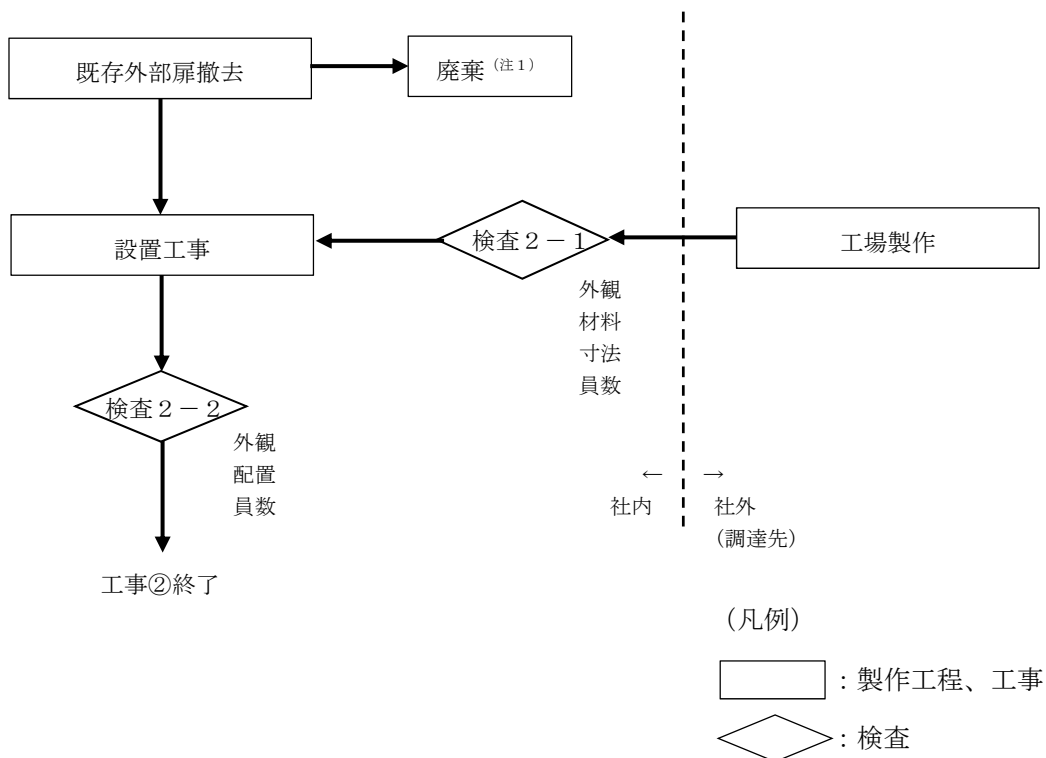 既存外部扉撤去
廃棄(注1)
設置工事
検査2-1
工場製作
外観
材料
寸法
員数
検査2-2
外観
配置
員数
← →
社内 社外
(調達先)
工事②終了
(凡例)
:製作工程、工事
:検査